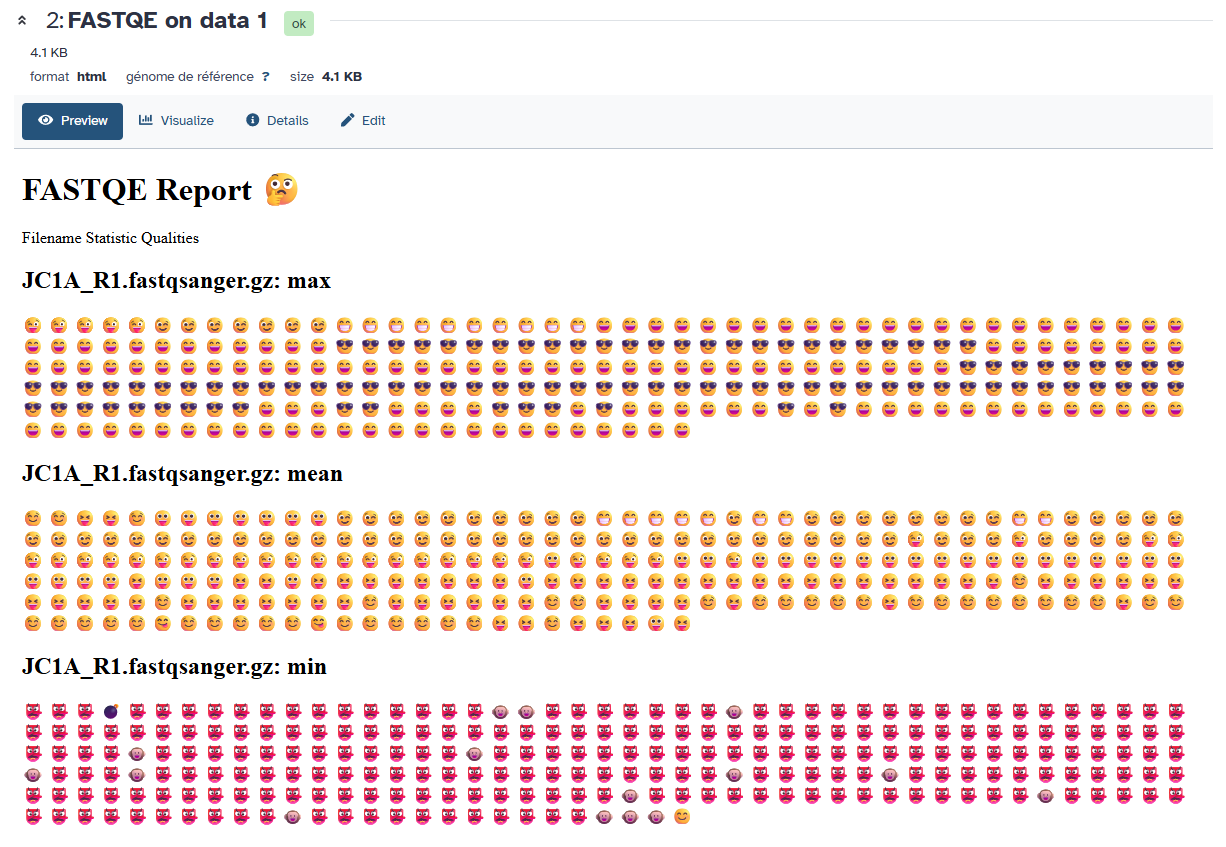 2: FASTQE on data 1 ok
4.1 KB
format html génome de référence ? size 4.1 KB
Preview Visualize Details Edit
FASTQE Report
Filename Statistic Qualities
JC1A_R1.fastqsanger.gz: max
JC1A_R1.fastqsanger.gz: mean
JC1A_R1.fastqsanger.gz: min